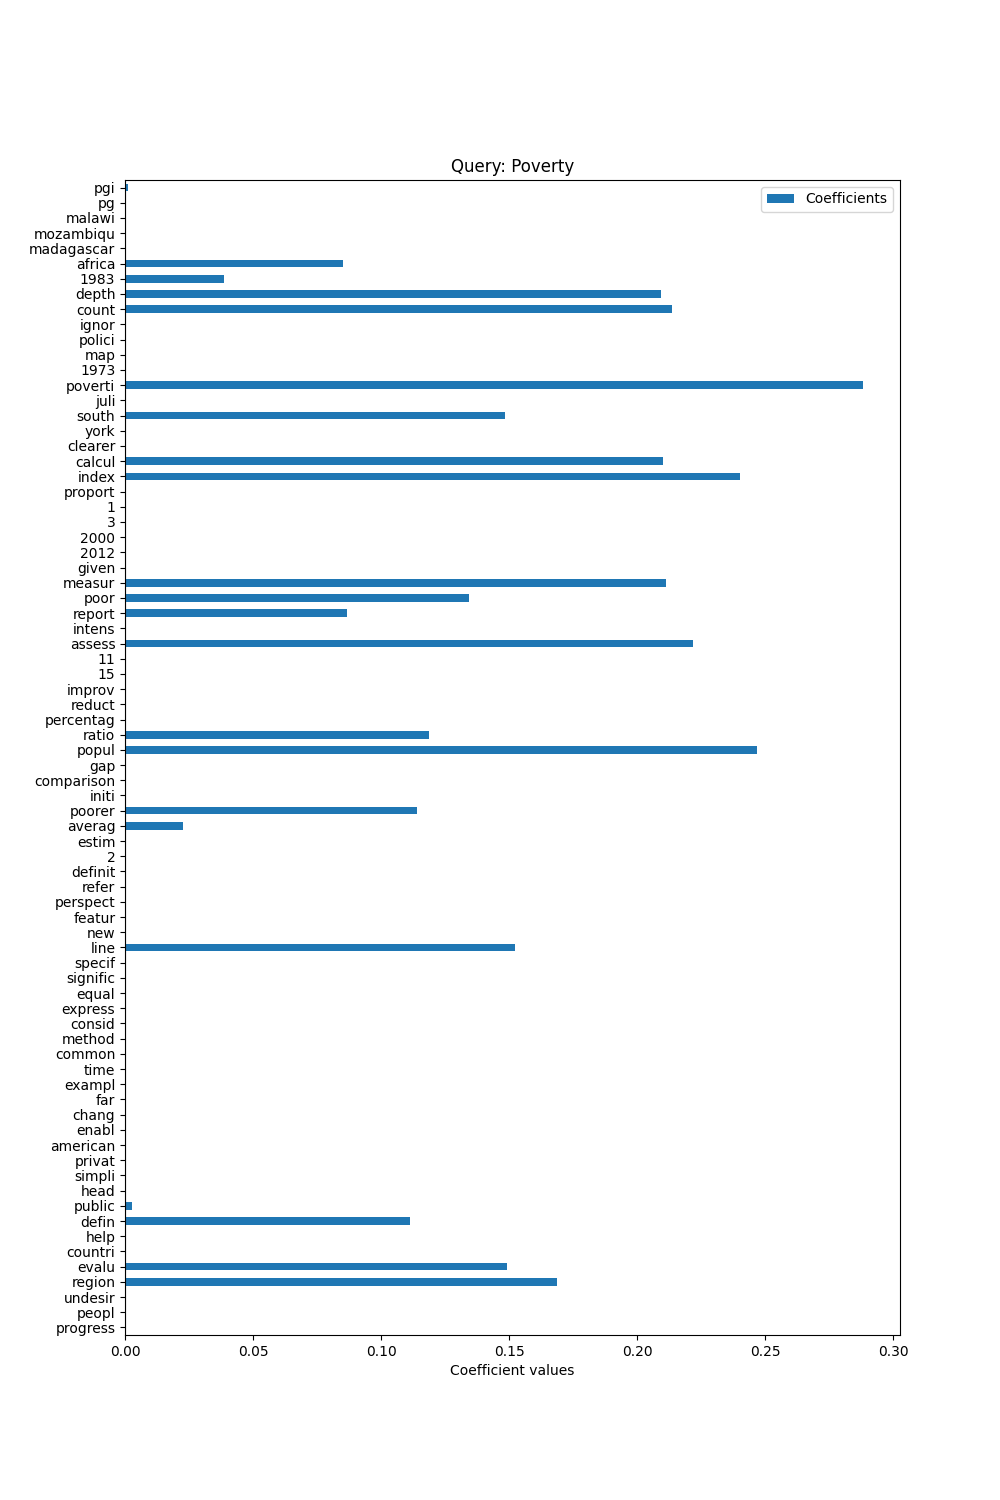 Query: Poverty
Coefficients
pgi
pg
malawi
mozambiqu
madagascar
africa
1983
depth
count
ignor
polici
map
1973
poverti
juli
south
york
clearer
calcul
index
proport
1
3
2000
2012
given
measur
poor
report
intens
assess
11
15
improv
reduct
percentag
ratio
popul
gap
comparison
initi
poorer
averag
estim
2
definit
refer
perspect
featur
new
line
specif
signific
equal
express
consid
method
common
time
exampl
far
chang
enabl
american
privat
simpli
head
public
defin
help
countri
evalu
region
undesir
peopl
progress
0.00 0.05 0.10 0.15 0.20 0.25 0.30
Coefficient values